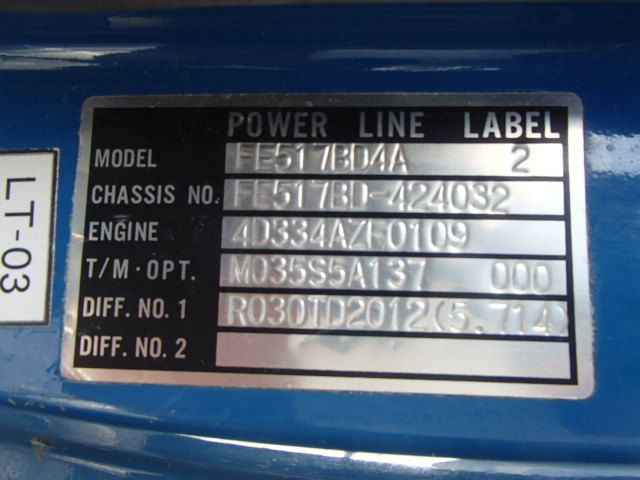 POWER LINE LABEL
MODEL FE517BD4A 2
CHASSIS NO. FE517BD-424032
ENGINE 4D334AZF0109
T/M·OPT. M035S5A137 000
DIFF. NO. 1 R030TD2012(5.714)
DIFF. NO. 2
LT-03